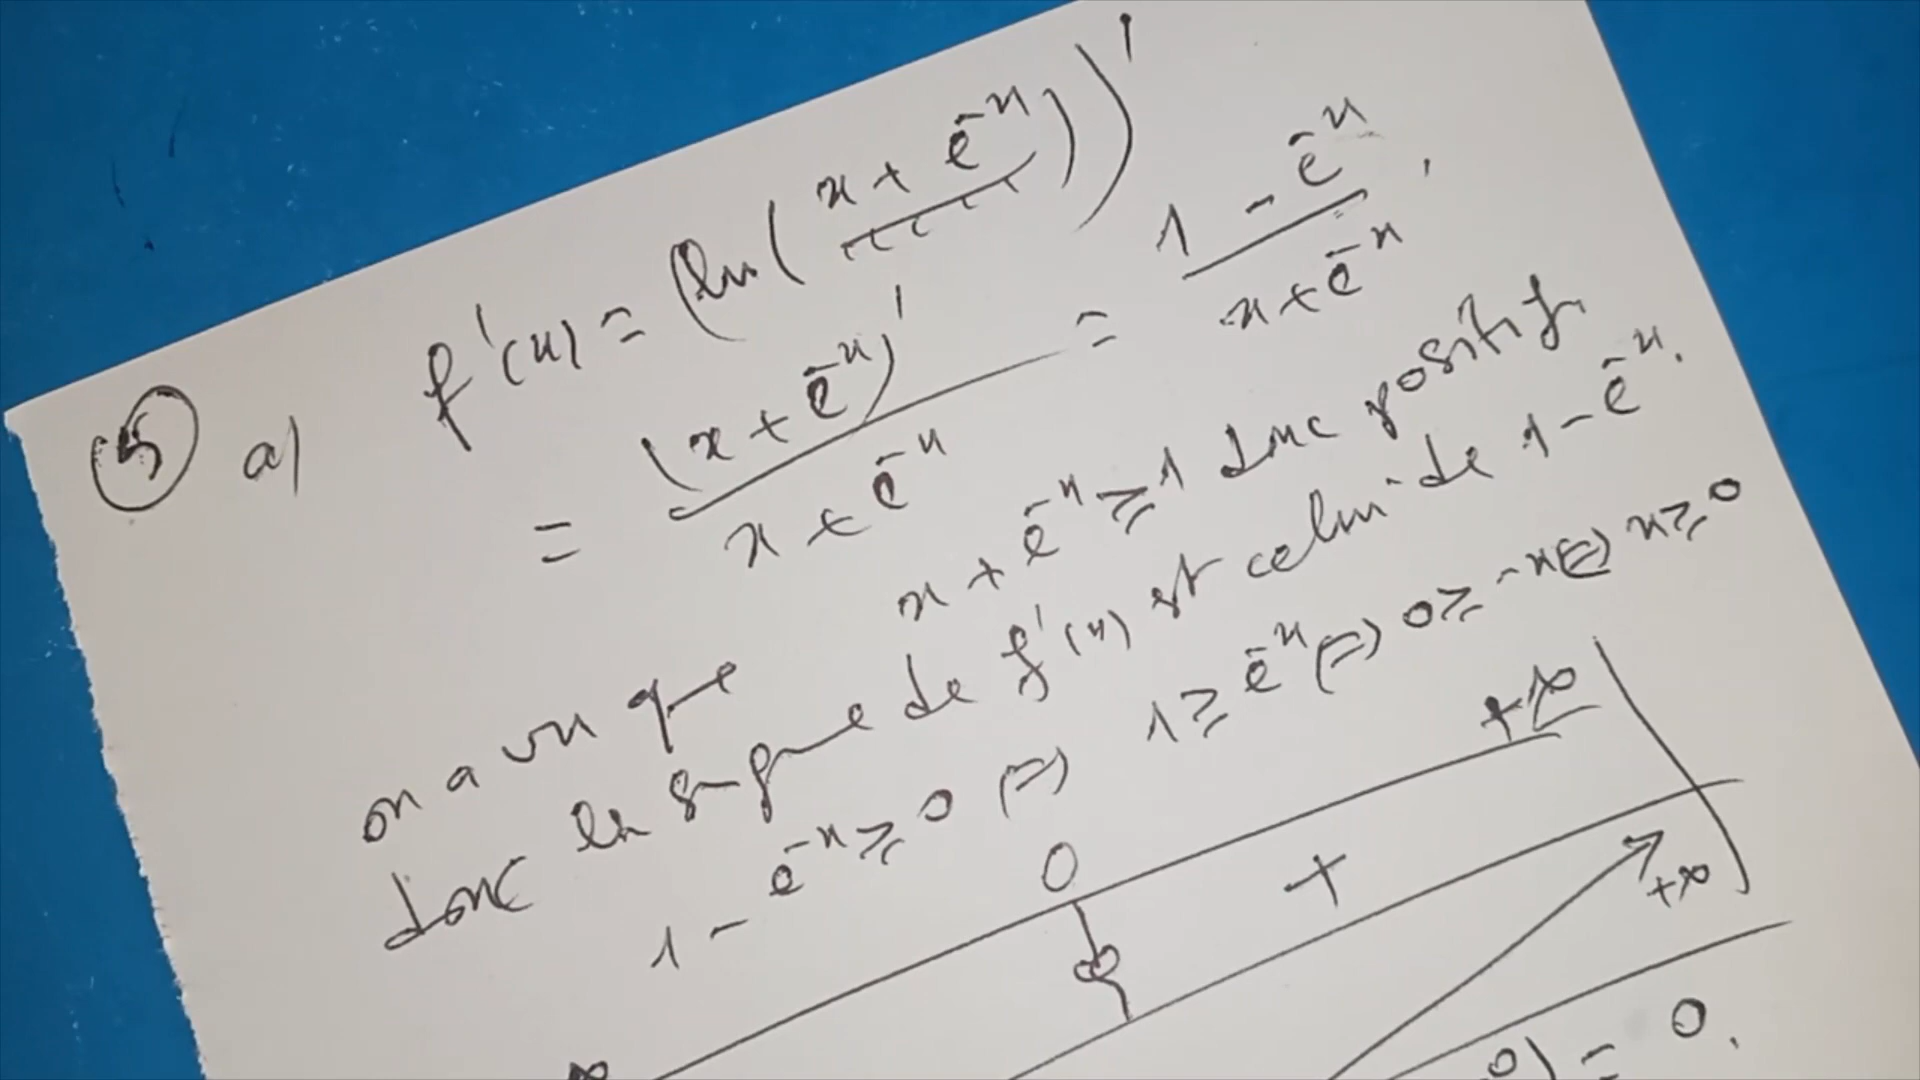 5 a) f'(x) = (ln(x + e^-x))'
= (x + e^-x)' / (x + e^-x) = (1 - e^-x) / (x + e^-x),
on a vu que x + e^-x ≥ 1 donc positif
donc le signe de f'(x) est celui de 1 - e^-x.
1 - e^-x ≥ 0 (=) 1 ≥ e^-x (=) 0 ≥ -x (=) x ≥ 0
0 +∞
0 +
+∞
0) = 0.